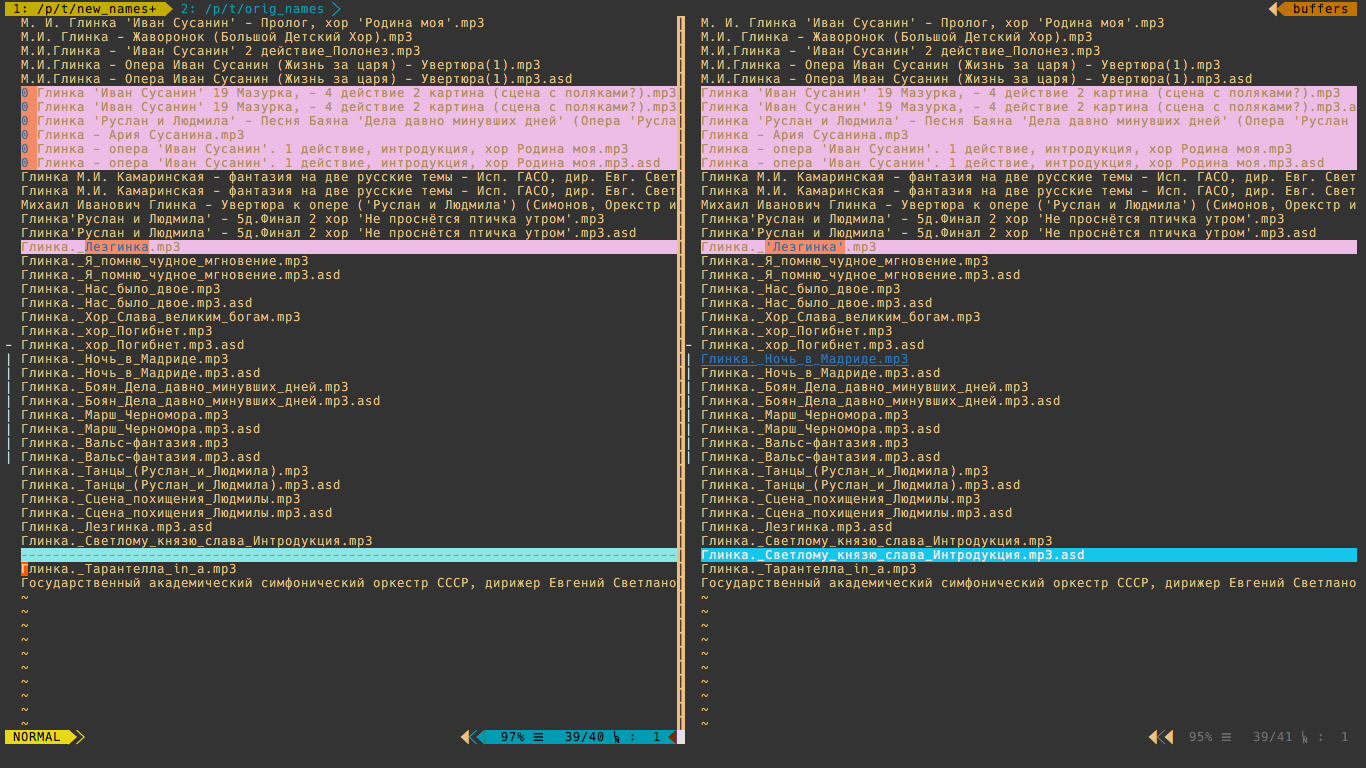 1: /p/t/new_names+ 2: /p/t/orig_names buffers
М. И. Глинка 'Иван Сусанин' - Пролог, хор 'Родина моя'.mp3
М.И. Глинка - Жаворонок (Большой Детский Хор).mp3
М.И.Глинка - 'Иван Сусанин' 2 действие_Полонез.mp3
М.И.Глинка - Опера Иван Сусанин (Жизнь за царя) - Увертюра(1).mp3
М.И.Глинка - Опера Иван Сусанин (Жизнь за царя) - Увертюра(1).mp3.asd
0 Глинка 'Иван Сусанин' 19 Мазурка, - 4 действие 2 картина (сцена с поляками?).mp3
0 Глинка 'Иван Сусанин' 19 Мазурка, - 4 действие 2 картина (сцена с поляками?).mp3
0 Глинка 'Руслан и Людмила' - Песня Баяна 'Дела давно минувших дней' (Опера 'Русла
0 Глинка - Ария Сусанина.mp3
0 Глинка - опера 'Иван Сусанин'. 1 действие, интродукция, хор Родина моя.mp3
0 Глинка - опера 'Иван Сусанин'. 1 действие, интродукция, хор Родина моя.mp3.asd
Глинка М.И. Камаринская - фантазия на две русские темы - Исп. ГАСО, дир. Евг. Свет
Глинка М.И. Камаринская - фантазия на две русские темы - Исп. ГАСО, дир. Евг. Свет
Михаил Иванович Глинка - Увертюра к опере ('Руслан и Людмила') (Симонов, Орекстр и
Глинка'Руслан и Людмила' - 5д.Финал 2 хор 'Не проснётся птичка утром'.mp3
Глинка'Руслан и Людмила' - 5д.Финал 2 хор 'Не проснётся птичка утром'.mp3.asd
Глинка._Лезгинка.mp3
Глинка._Я_помню_чудное_мгновение.mp3
Глинка._Я_помню_чудное_мгновение.mp3.asd
Глинка._Нас_было_двое.mp3
Глинка._Нас_было_двое.mp3.asd
Глинка._Хор_Слава_великим_богам.mp3
Глинка._хор_Погибнет.mp3
- Глинка._хор_Погибнет.mp3.asd
| Глинка._Ночь_в_Мадриде.mp3
| Глинка._Ночь_в_Мадриде.mp3.asd
| Глинка._Боян_Дела_давно_минувших_дней.mp3
| Глинка._Боян_Дела_давно_минувших_дней.mp3.asd
| Глинка._Марш_Черномора.mp3
| Глинка._Марш_Черномора.mp3.asd
| Глинка._Вальс-фантазия.mp3
| Глинка._Вальс-фантазия.mp3.asd
Глинка._Танцы_(Руслан_и_Людмила).mp3
Глинка._Танцы_(Руслан_и_Людмила).mp3.asd
Глинка._Сцена_похищения_Людмилы.mp3
Глинка._Сцена_похищения_Людмилы.mp3.asd
Глинка._Лезгинка.mp3.asd
Глинка._Светлому_князю_слава_Интродукция.mp3
----------------------------------------------------------------------------------
Глинка._Тарантелла_in_a.mp3
Государственный академический симфонический оркестр СССР, дирижер Евгений Светлано
~
~
~
~
~
~
~
~
~
~
NORMAL 97% ☰ 39/40 ㏑ : 1
М. И. Глинка 'Иван Сусанин' - Пролог, хор 'Родина моя'.mp3
М.И. Глинка - Жаворонок (Большой Детский Хор).mp3
М.И.Глинка - 'Иван Сусанин' 2 действие_Полонез.mp3
М.И.Глинка - Опера Иван Сусанин (Жизнь за царя) - Увертюра(1).mp3
М.И.Глинка - Опера Иван Сусанин (Жизнь за царя) - Увертюра(1).mp3.asd
Глинка 'Иван Сусанин' 19 Мазурка, - 4 действие 2 картина (сцена с поляками?).mp3
Глинка 'Иван Сусанин' 19 Мазурка, - 4 действие 2 картина (сцена с поляками?).mp3.a
Глинка 'Руслан и Людмила' - Песня Баяна 'Дела давно минувших дней' (Опера 'Руслан
Глинка - Ария Сусанина.mp3
Глинка - опера 'Иван Сусанин'. 1 действие, интродукция, хор Родина моя.mp3
Глинка - опера 'Иван Сусанин'. 1 действие, интродукция, хор Родина моя.mp3.asd
Глинка М.И. Камаринская - фантазия на две русские темы - Исп. ГАСО, дир. Евг. Свет
Глинка М.И. Камаринская - фантазия на две русские темы - Исп. ГАСО, дир. Евг. Свет
Михаил Иванович Глинка - Увертюра к опере ('Руслан и Людмила') (Симонов, Орекстр и
Глинка'Руслан и Людмила' - 5д.Финал 2 хор 'Не проснётся птичка утром'.mp3
Глинка'Руслан и Людмила' - 5д.Финал 2 хор 'Не проснётся птичка утром'.mp3.asd
Глинка._'Лезгинка'.mp3
Глинка._Я_помню_чудное_мгновение.mp3
Глинка._Я_помню_чудное_мгновение.mp3.asd
Глинка._Нас_было_двое.mp3
Глинка._Нас_было_двое.mp3.asd
Глинка._Хор_Слава_великим_богам.mp3
Глинка._хор_Погибнет.mp3
- Глинка._хор_Погибнет.mp3.asd
| Глинка._Ночь_в_Мадриде.mp3
| Глинка._Ночь_в_Мадриде.mp3.asd
| Глинка._Боян_Дела_давно_минувших_дней.mp3
| Глинка._Боян_Дела_давно_минувших_дней.mp3.asd
| Глинка._Марш_Черномора.mp3
| Глинка._Марш_Черномора.mp3.asd
| Глинка._Вальс-фантазия.mp3
| Глинка._Вальс-фантазия.mp3.asd
Глинка._Танцы_(Руслан_и_Людмила).mp3
Глинка._Танцы_(Руслан_и_Людмила).mp3.asd
Глинка._Сцена_похищения_Людмилы.mp3
Глинка._Сцена_похищения_Людмилы.mp3.asd
Глинка._Лезгинка.mp3.asd
Глинка._Светлому_князю_слава_Интродукция.mp3
Глинка._Светлому_князю_слава_Интродукция.mp3.asd
Глинка._Тарантелла_in_a.mp3
Государственный академический симфонический оркестр СССР, дирижер Евгений Светлано
~
~
~
~
~
~
~
~
~
~
95% ☰ 39/41 ㏑ : 1